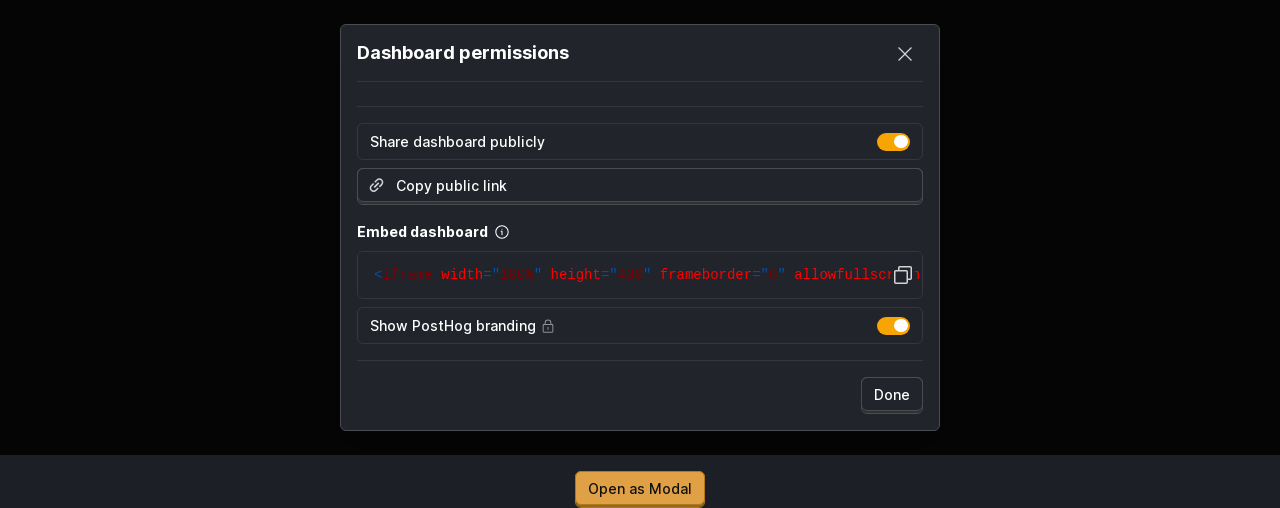 Dashboard permissions
Share dashboard publicly
Copy public link
Embed dashboard
<iframe width="100%" height="400" frameborder="0" allowfullscr
Show PostHog branding
Done
Open as Modal